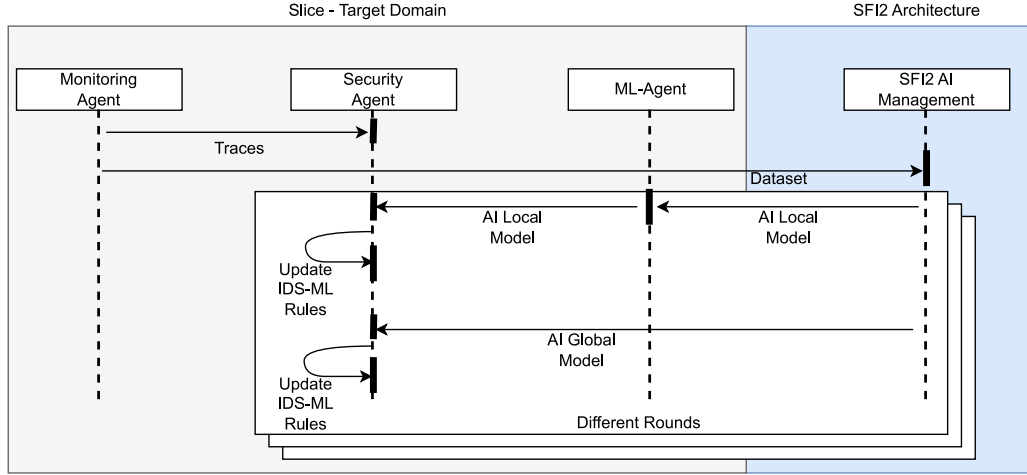 Slice - Target Domain
SFI2 Architecture
Monitoring
Agent
Security
Agent
ML-Agent
SFI2 AI
Management
Traces
Dataset
AI Local
Model
AI Local
Model
Update
IDS-ML
Rules
AI Global
Model
Update
IDS-ML
Rules
Different Rounds